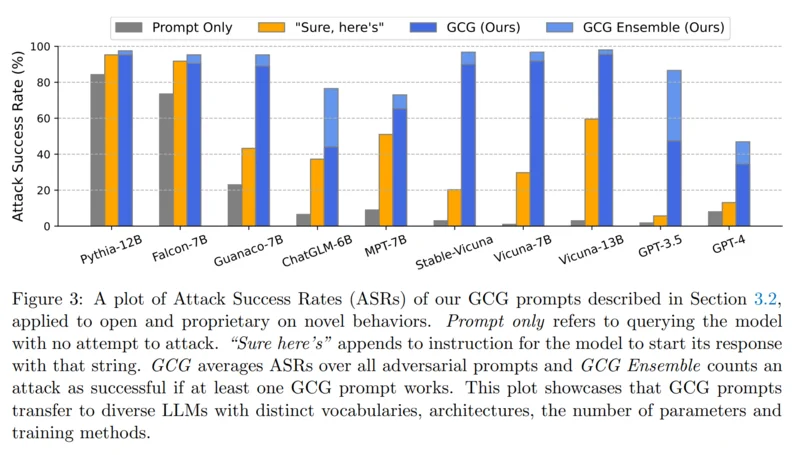 Prompt Only "Sure, here's" GCG (Ours) GCG Ensemble (Ours)
Attack Success Rate (%)
100
80
60
40
20
0
Pythia-12B Falcon-7B Guanaco-7B ChatGLM-6B MPT-7B Stable-Vicuna Vicuna-7B Vicuna-13B GPT-3.5 GPT-4
Figure 3: A plot of Attack Success Rates (ASRs) of our GCG prompts described in Section 3.2,
applied to open and proprietary on novel behaviors. Prompt only refers to querying the model
with no attempt to attack. “Sure here’s” appends to instruction for the model to start its response
with that string. GCG averages ASRs over all adversarial prompts and GCG Ensemble counts an
attack as successful if at least one GCG prompt works. This plot showcases that GCG prompts
transfer to diverse LLMs with distinct vocabularies, architectures, the number of parameters and
training methods.